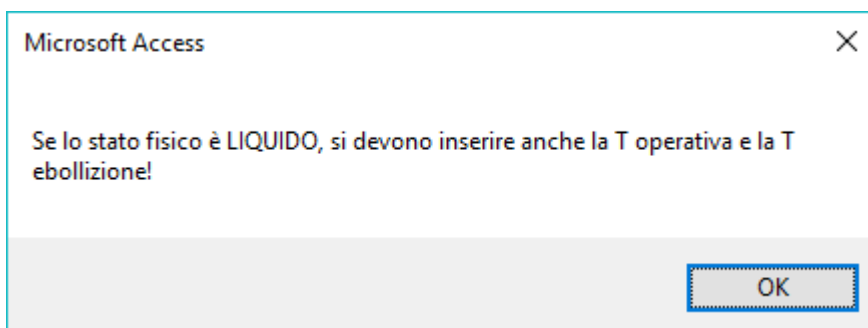 Microsoft Access
Se lo stato fisico è LIQUIDO, si devono inserire anche la T operativa e la T
ebollizione!
OK